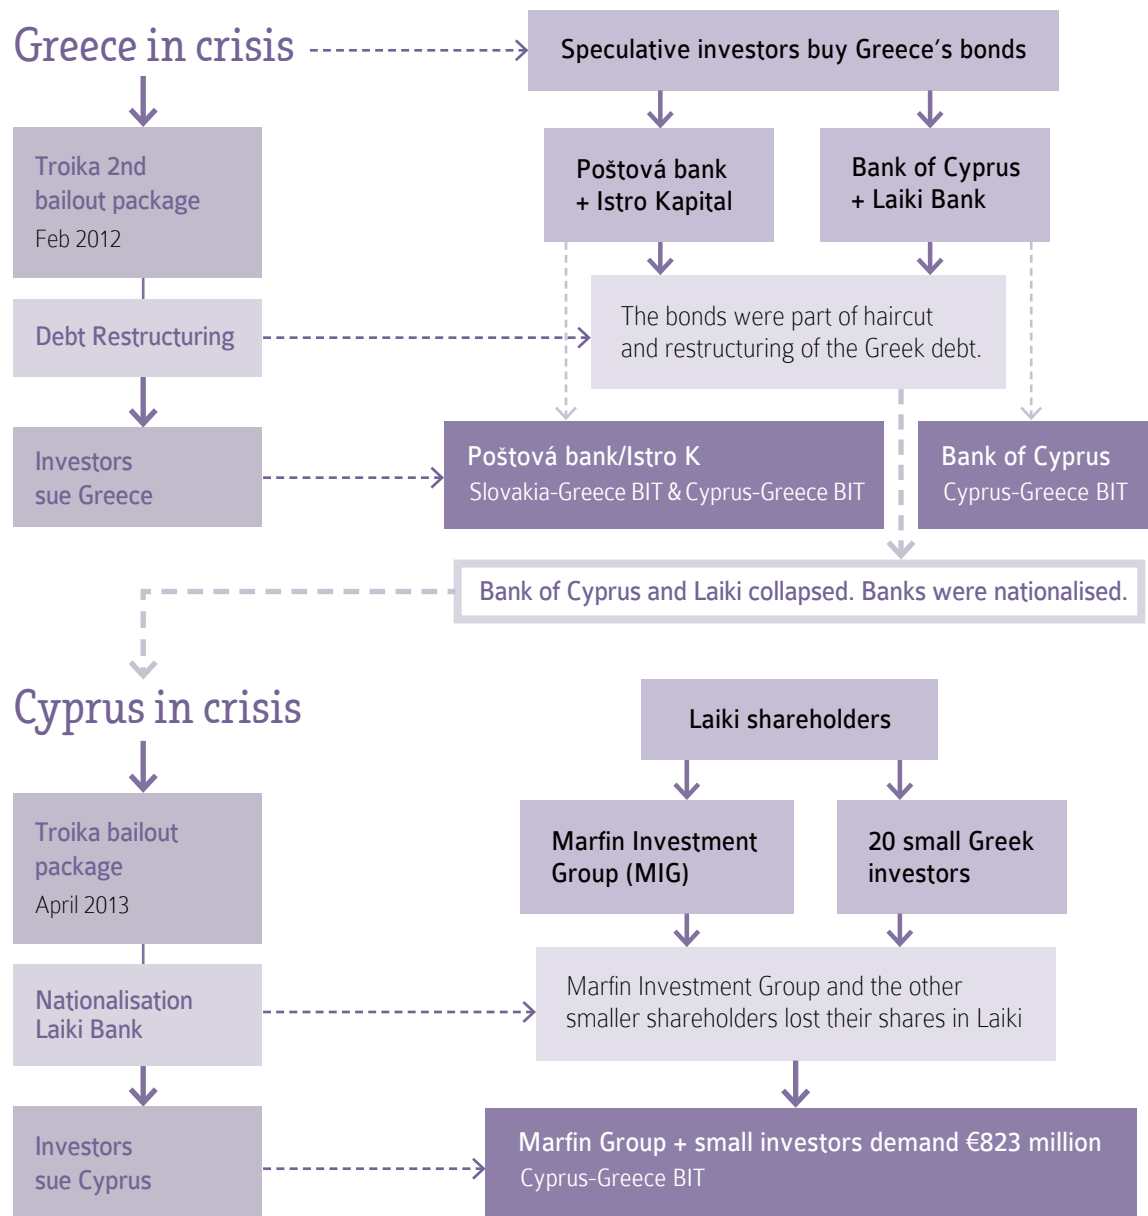 Greece in crisis
Speculative investors buy Greece's bonds
Troika 2nd
bailout package
Feb 2012
Poštová bank
+ Istro Kapital
Bank of Cyprus
+ Laiki Bank
Debt Restructuring
The bonds were part of haircut
and restructuring of the Greek debt.
Investors
sue Greece
Poštová bank/Istro K
Slovakia-Greece BIT & Cyprus-Greece BIT
Bank of Cyprus
Cyprus-Greece BIT
Bank of Cyprus and Laiki collapsed. Banks were nationalised.
Cyprus in crisis
Laiki shareholders
Troika bailout
package
April 2013
Marfin Investment
Group (MIG)
20 small Greek
investors
Nationalisation
Laiki Bank
Marfin Investment Group and the other
smaller shareholders lost their shares in Laiki
Investors
sue Cyprus
Marfin Group + small investors demand €823 million
Cyprus-Greece BIT